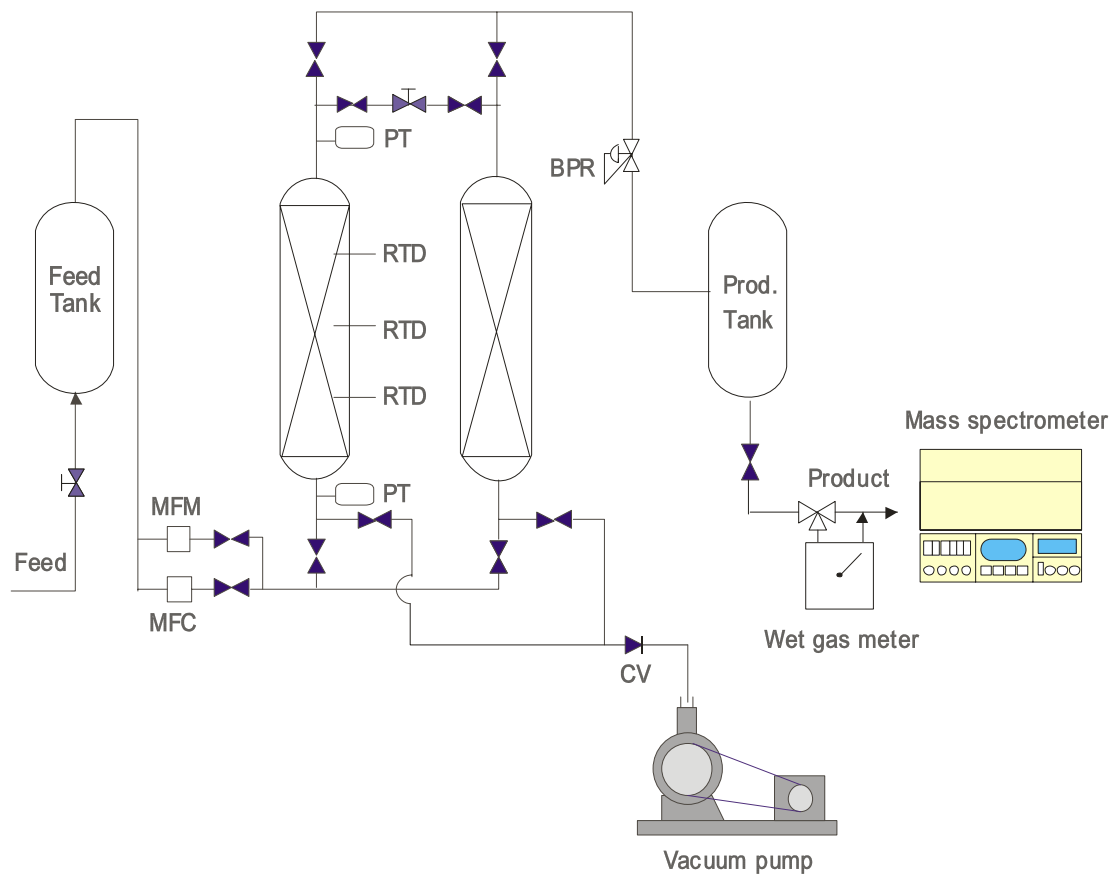 PT
BPR
RTD
Feed
Tank
Prod.
Tank
RTD
RTD
Mass spectrometer
PT
Product
MFM
Feed
MFC
Wet gas meter
CV
Vacuum pump